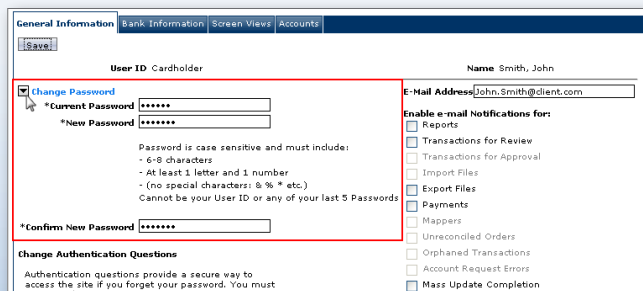 General Information Bank Information Screen Views Accounts
Save
User ID Cardholder
Name Smith, John
Change Password
*Current Password ••••••
*New Password •••••••
Password is case sensitive and must include:
- 6-8 characters
- At least 1 letter and 1 number
- (no special characters: & % * etc.)
Cannot be your User ID or any of your last 5 Passwords
*Confirm New Password •••••••
Change Authentication Questions
Authentication questions provide a secure way to
access the site if you forget your password. You must
E-Mail Address John.Smith@client.com
Enable e-mail Notifications for:
Reports
Transactions for Review
Transactions for Approval
Import Files
Export Files
Payments
Mappers
Unreconciled Orders
Orphaned Transactions
Account Request Errors
Mass Update Completion